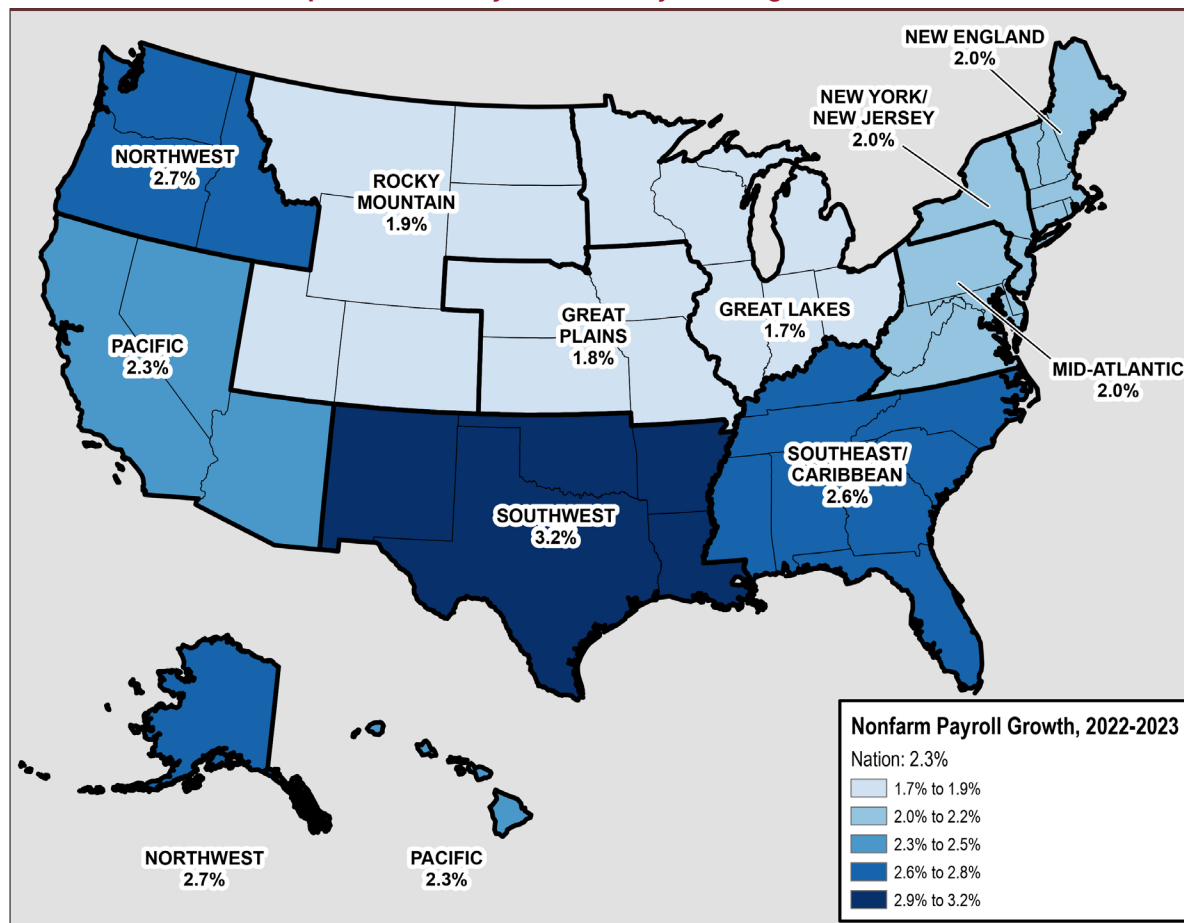 NEW ENGLAND
2.0%
NEW YORK/
NEW JERSEY
2.0%
NORTHWEST
2.7%
ROCKY
MOUNTAIN
1.9%
GREAT
PLAINS
1.8%
GREAT LAKES
1.7%
PACIFIC
2.3%
MID-ATLANTIC
2.0%
SOUTHEAST/
CARIBBEAN
2.6%
SOUTHWEST
3.2%
NORTHWEST
2.7%
PACIFIC
2.3%
Nonfarm Payroll Growth, 2022-2023
Nation: 2.3%
1.7% to 1.9%
2.0% to 2.2%
2.3% to 2.5%
2.6% to 2.8%
2.9% to 3.2%